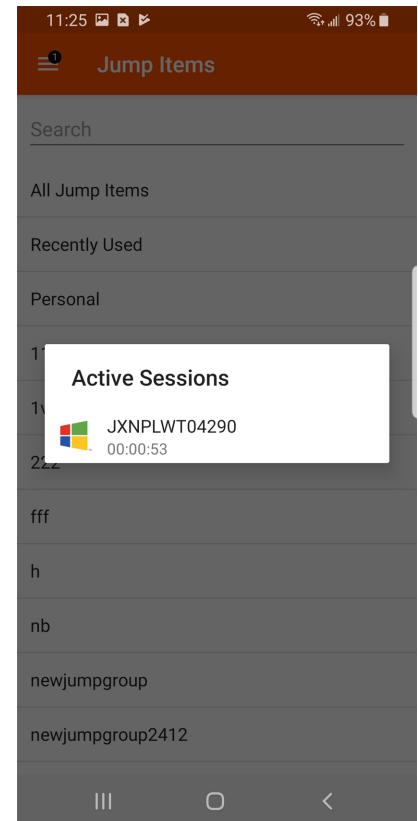 11:25
93%
1
Jump Items
Search
All Jump Items
Recently Used
Personal
Active Sessions
JXNPLWT04290
00:00:53
222
fff
h
nb
newjumpgroup
newjumpgroup2412